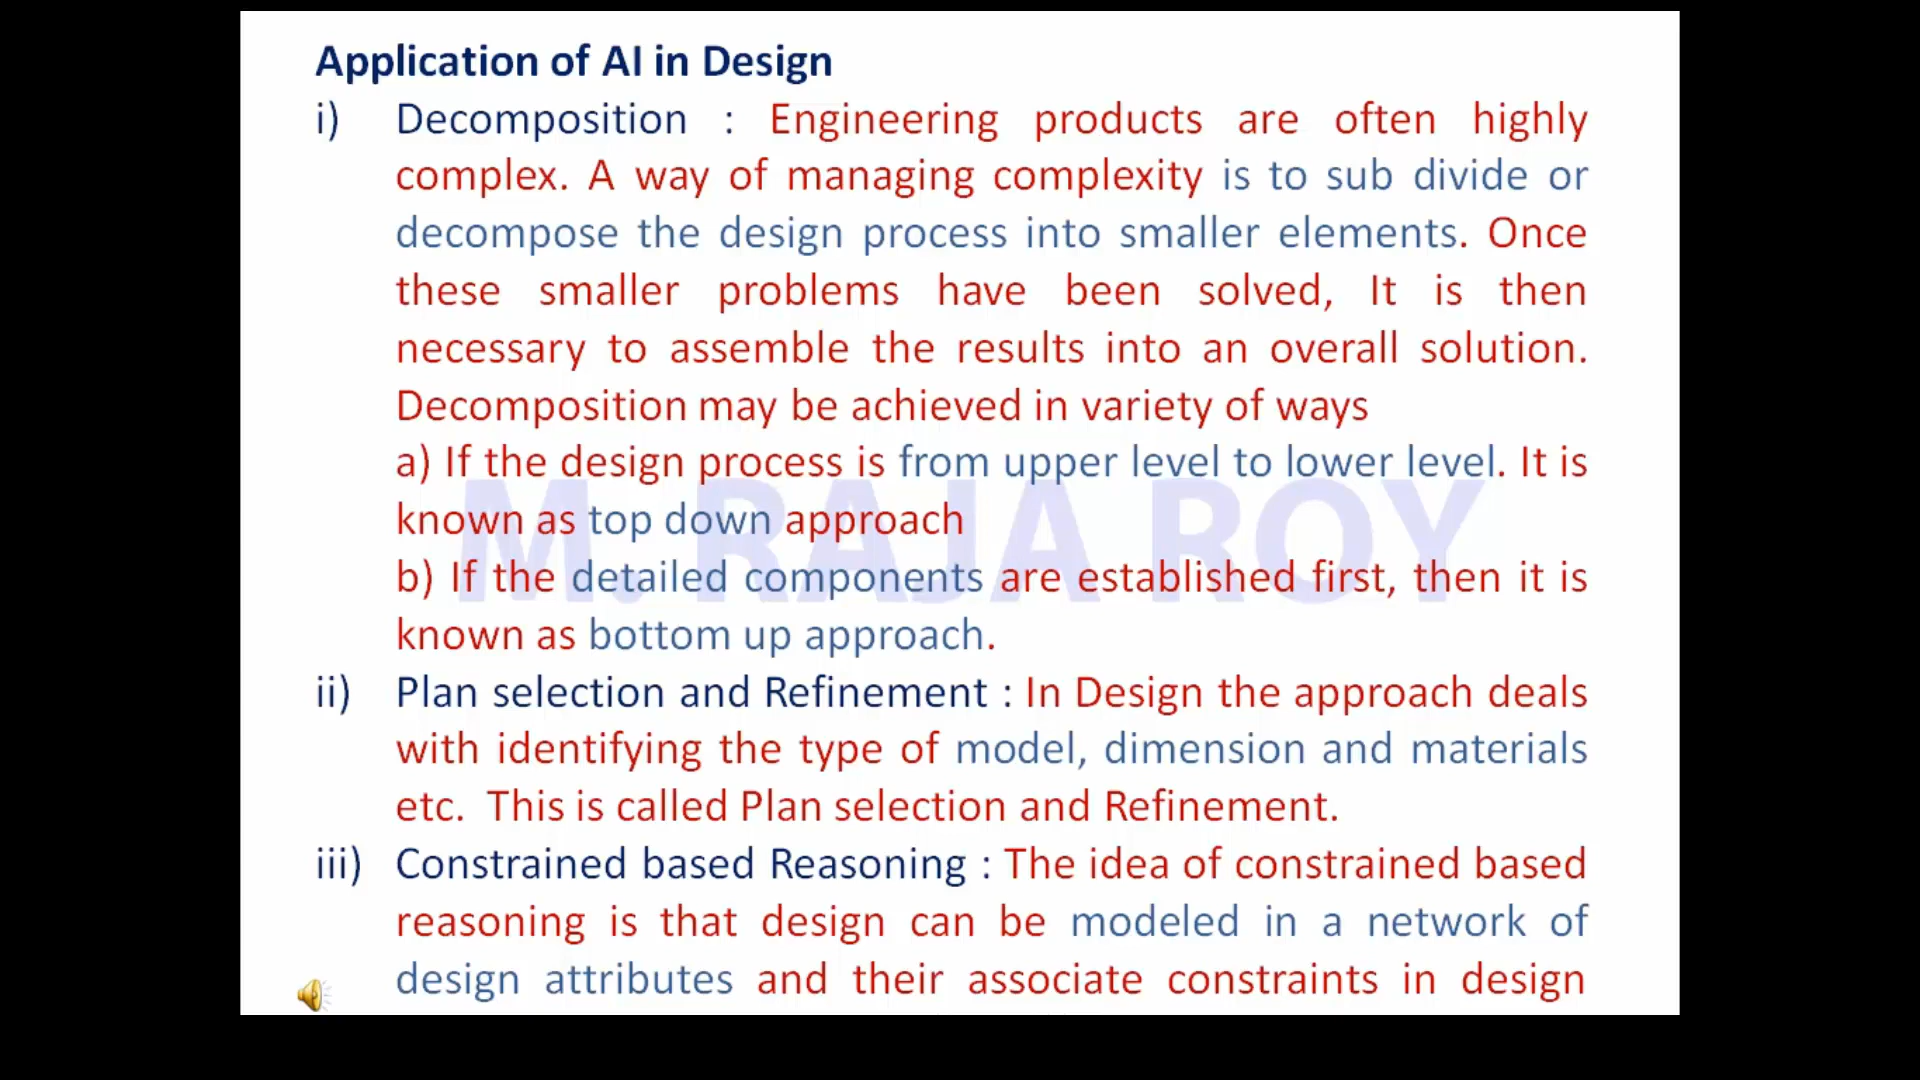 Application of AI in Design
i) Decomposition : Engineering products are often highly
complex. A way of managing complexity is to sub divide or
decompose the design process into smaller elements. Once
these smaller problems have been solved, It is then
necessary to assemble the results into an overall solution.
Decomposition may be achieved in variety of ways
a) If the design process is from upper level to lower level. It is
known as top down approach
M. RAJA ROY
b) If the detailed components are established first, then it is
known as bottom up approach.
ii) Plan selection and Refinement : In Design the approach deals
with identifying the type of model, dimension and materials
etc. This is called Plan selection and Refinement.
iii) Constrained based Reasoning : The idea of constrained based
reasoning is that design can be modeled in a network of
design attributes and their associate constraints in design